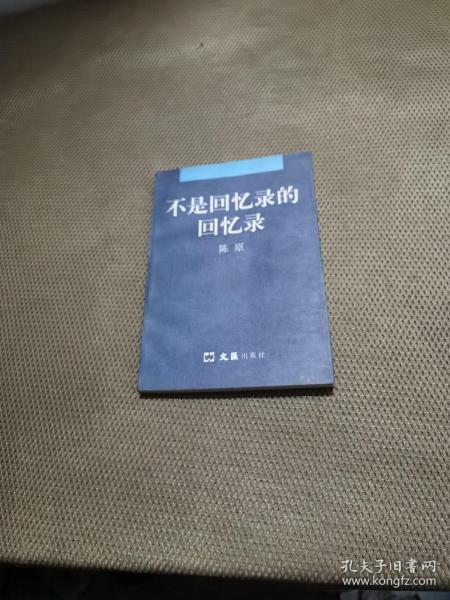 不是回忆录的
回忆录
陈 原
文匯出版社
孔夫子旧书网
www.kongfz.com